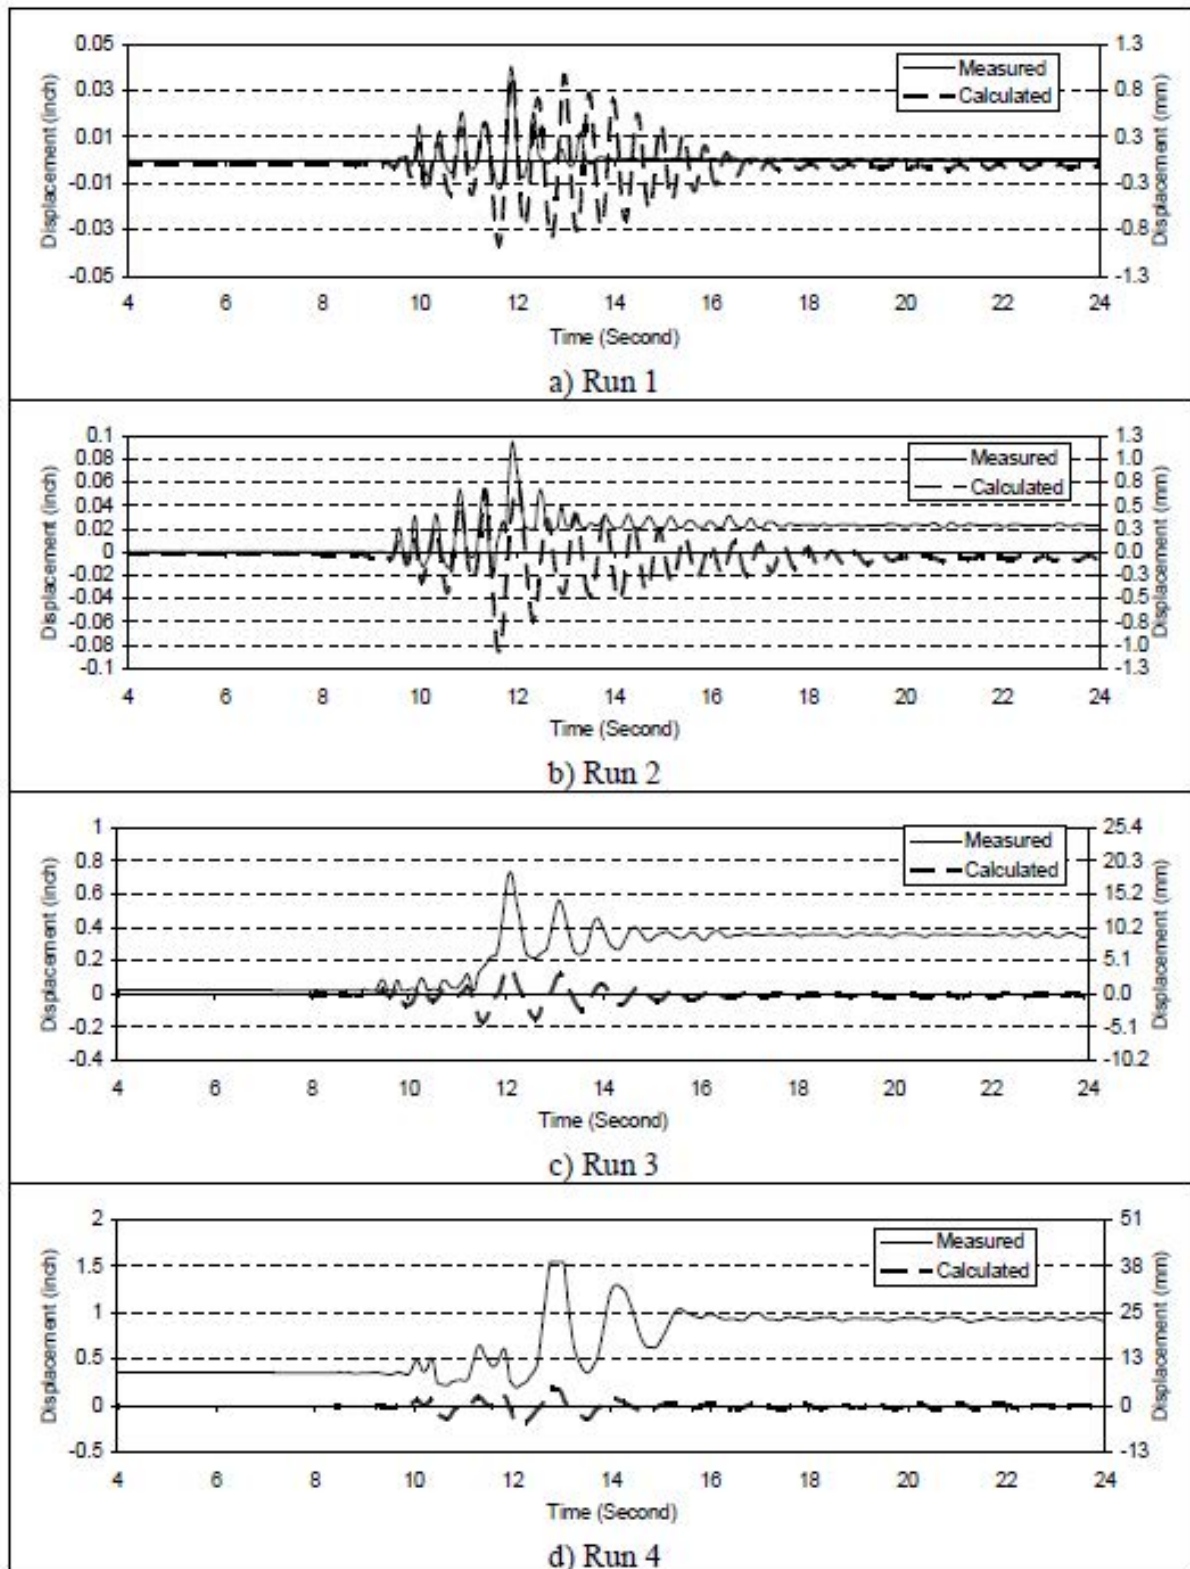 0.05
0.03
0.01
-0.01
-0.03
-0.05
Displacement (inch)
1.3
0.8
0.3
-0.3
-0.8
-1.3
Displacement (mm)
Measured
Calculated
4 6 8 10 12 14 16 18 20 22 24
Time (Second)
a) Run 1
0.1
0.08
0.06
0.04
0.02
0
-0.02
-0.04
-0.06
-0.08
-0.1
Displacement (inch)
1.3
1.0
0.8
0.5
0.3
0.0
-0.3
-0.5
-0.8
-1.0
-1.3
Displacement (mm)
Measured
Calculated
4 6 8 10 12 14 16 18 20 22 24
Time (Second)
b) Run 2
1
0.8
0.6
0.4
0.2
0
-0.2
-0.4
Displacement (inch)
25.4
20.3
15.2
10.2
5.1
0.0
-5.1
-10.2
Displacement (mm)
Measured
Calculated
4 6 8 10 12 14 16 18 20 22 24
Time (Second)
c) Run 3
2
1.5
1
0.5
0
-0.5
Displacement (inch)
51
38
25
13
0
-13
Displacement (mm)
Measured
Calculated
4 6 8 10 12 14 16 18 20 22 24
Time (Second)
d) Run 4